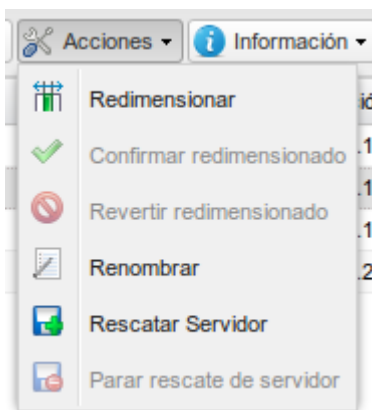 Acciones
Información
Redimensionar
Confirmar redimensionado
Revertir redimensionado
Renombrar
Rescatar Servidor
Parar rescate de servidor